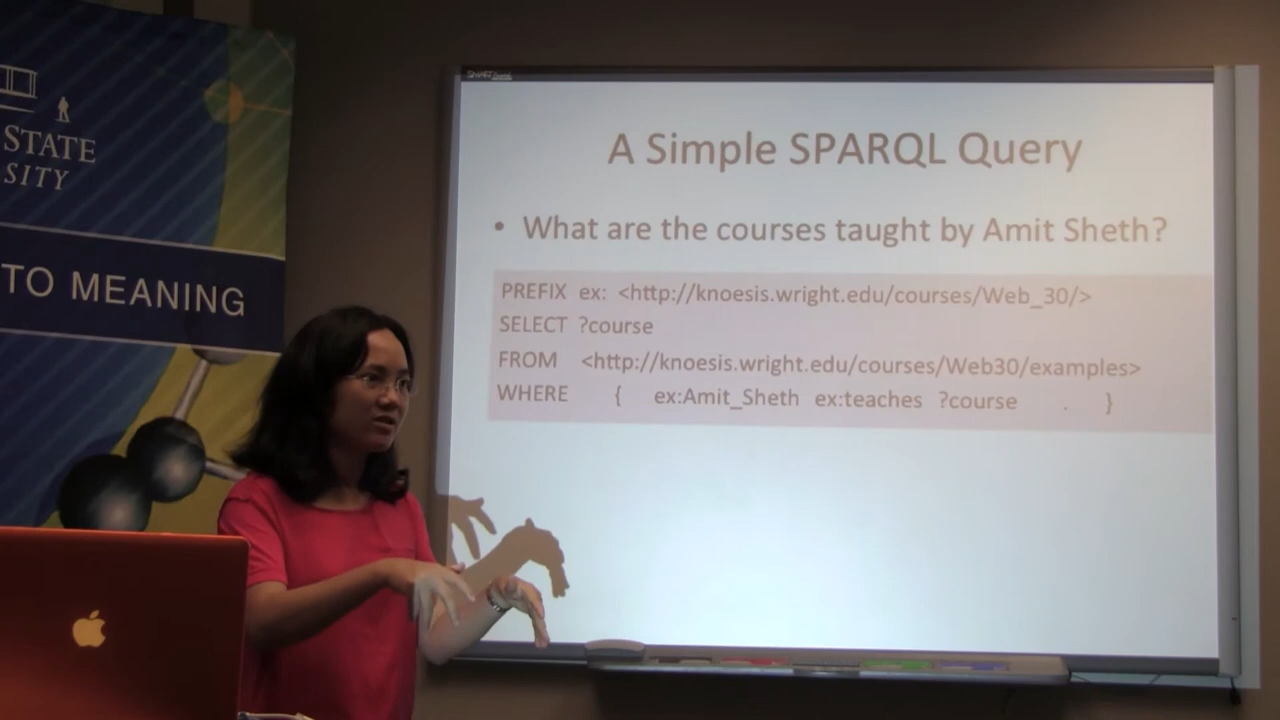 STATE
SITY
TO MEANING
A Simple SPARQL Query
• What are the courses taught by Amit Sheth?
PREFIX ex: <http://knoesis.wright.edu/courses/Web_30/>
SELECT ?course
FROM <http://knoesis.wright.edu/courses/Web30/examples>
WHERE { ex:Amit_Sheth ex:teaches ?course . }